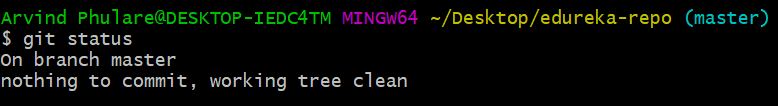 Arvind Phulare@DESKTOP-IEDC4TM MINGW64 ~/Desktop/edureka-repo (master)
$ git status
On branch master
nothing to commit, working tree clean